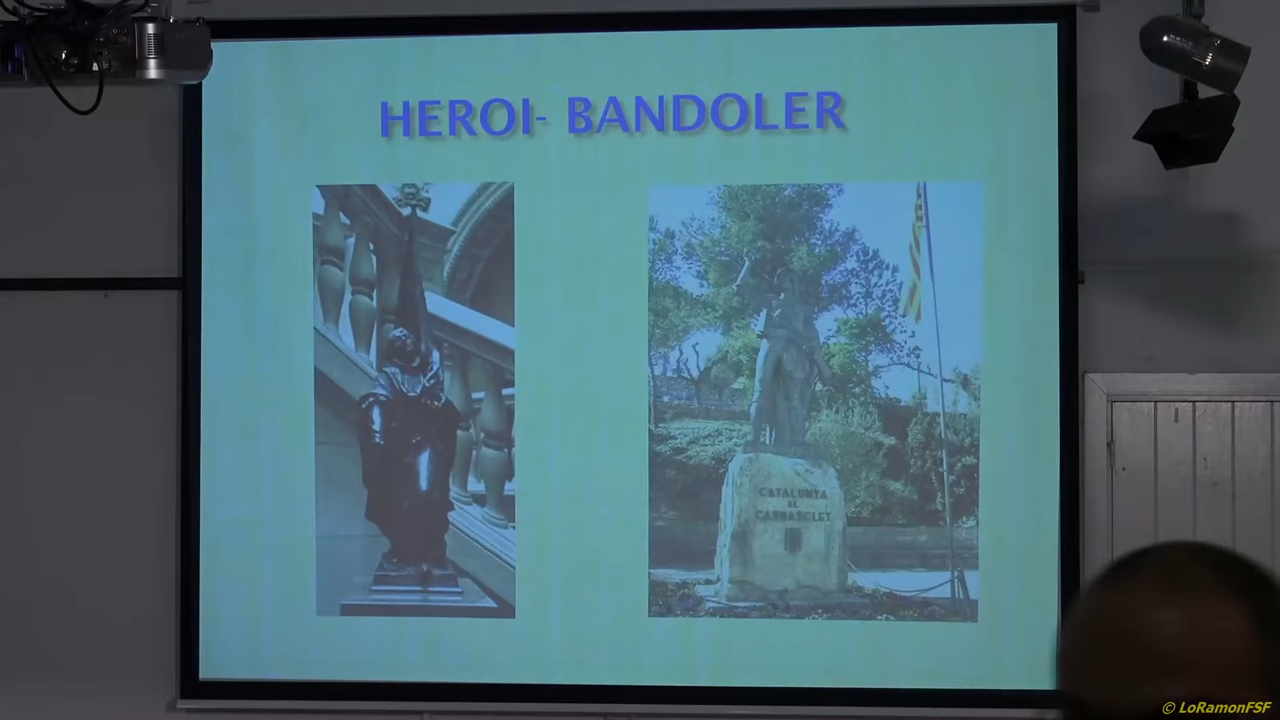 HEROI- BANDOLER
CATALUNYA
AL
CARRASCLET
© LoRamonFSF